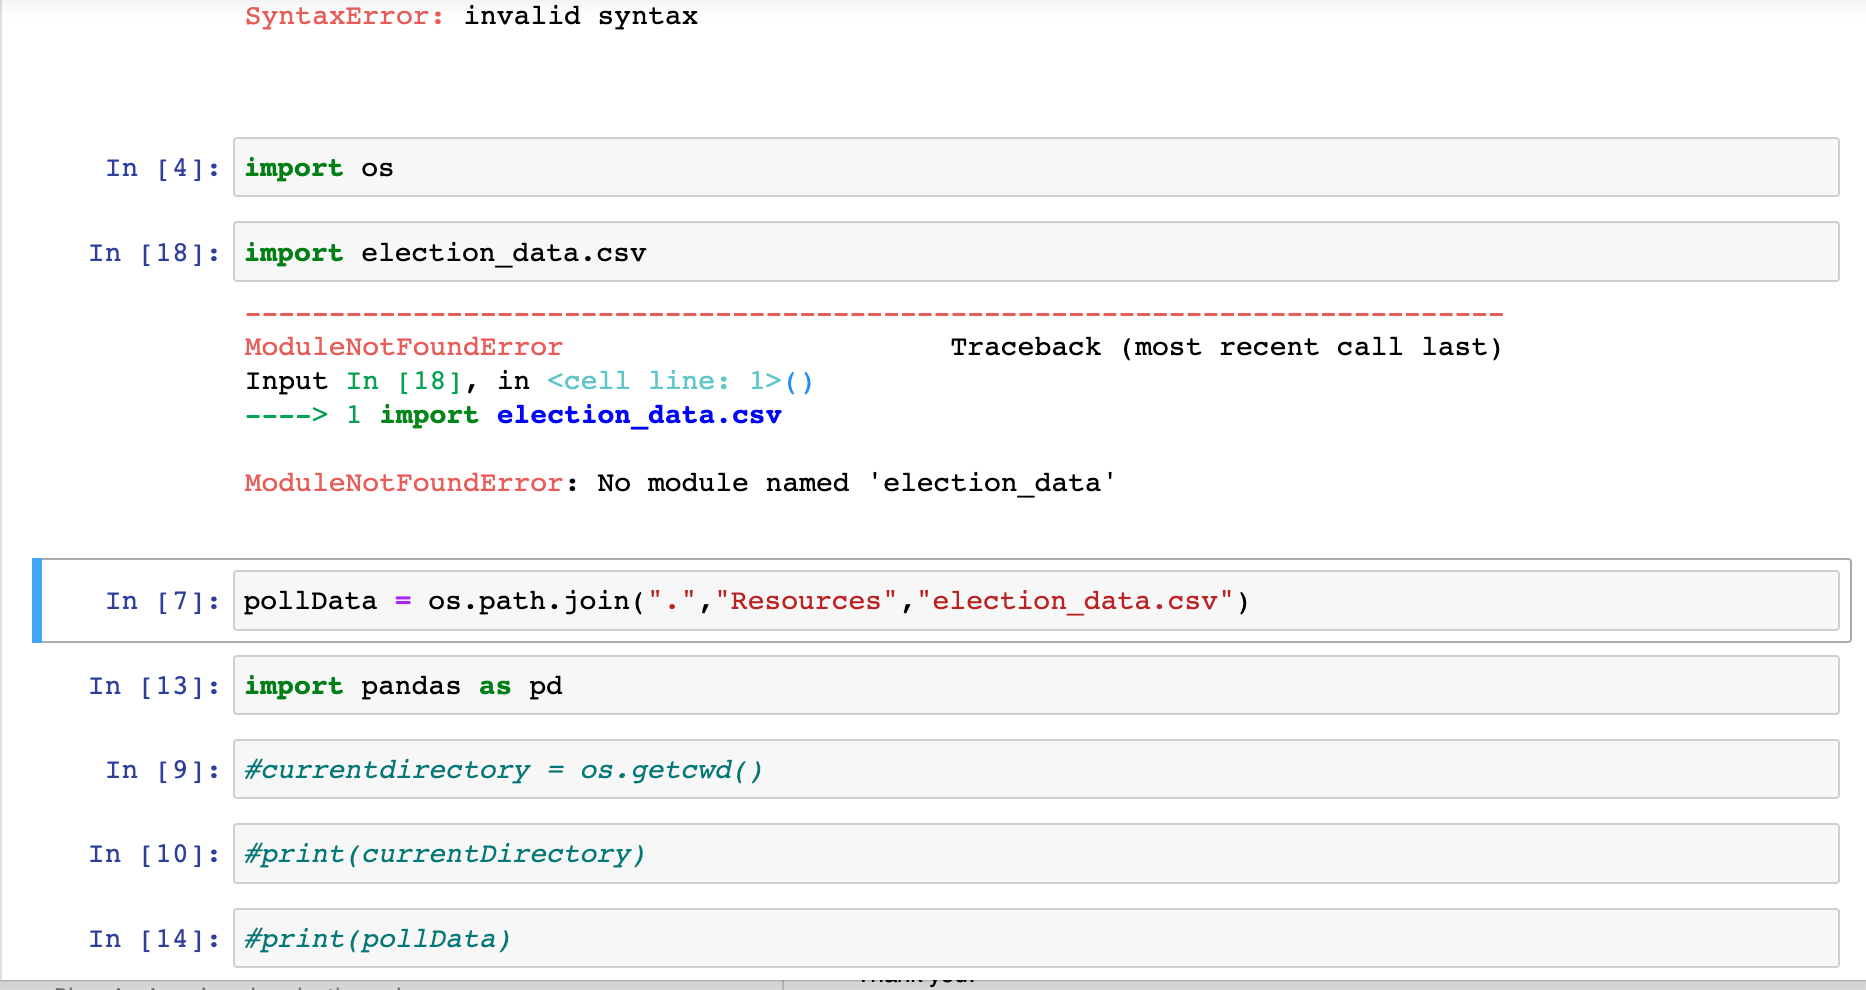 SyntaxError: invalid syntax
In [4]: import os
In [18]: import election_data.csv
---------------------------------------------------------------------------
ModuleNotFoundError                       Traceback (most recent call last)
Input In [18], in <cell line: 1>()
----> 1 import election_data.csv
ModuleNotFoundError: No module named 'election_data'
In [7]: pollData = os.path.join(".","Resources","election_data.csv")
In [13]: import pandas as pd
In [9]: #currentdirectory = os.getcwd()
In [10]: #print(currentDirectory)
In [14]: #print(pollData)